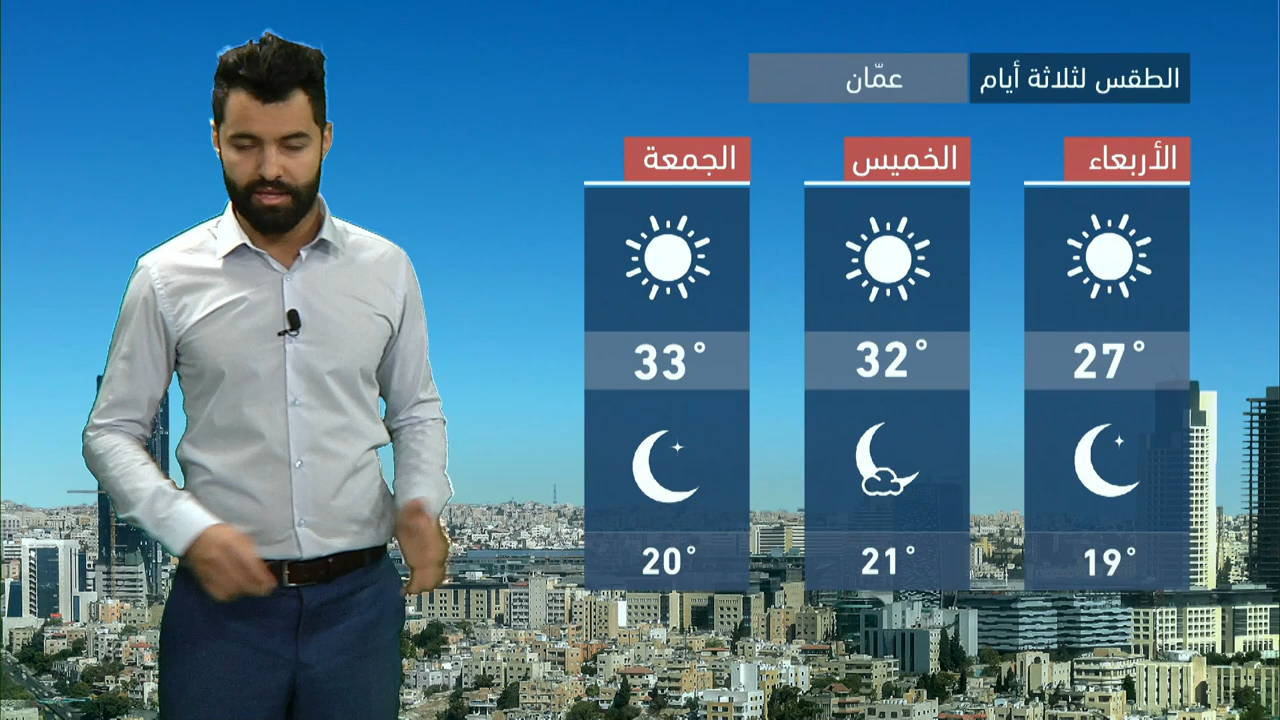 الطقس لثلاثة أيام
عمّان
الأربعاء
الخميس
الجمعة
27°
32°
33°
19°
21°
20°